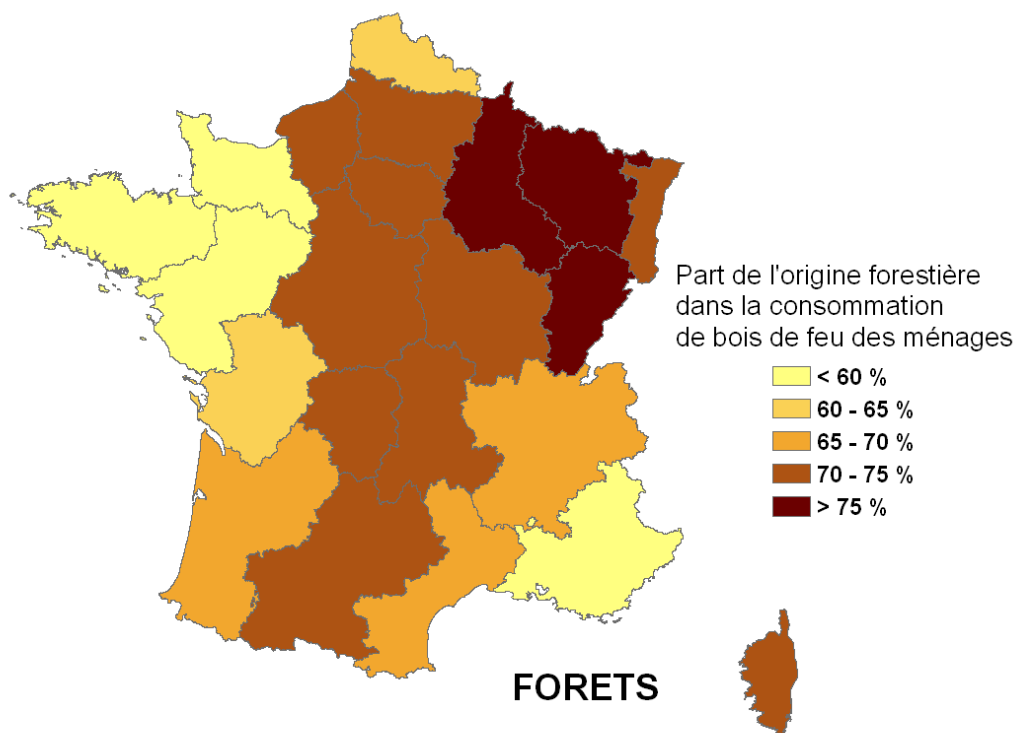 Part de l'origine forestière
dans la consommation
de bois de feu des ménages
< 60 %
60 - 65 %
65 - 70 %
70 - 75 %
> 75 %
FORETS